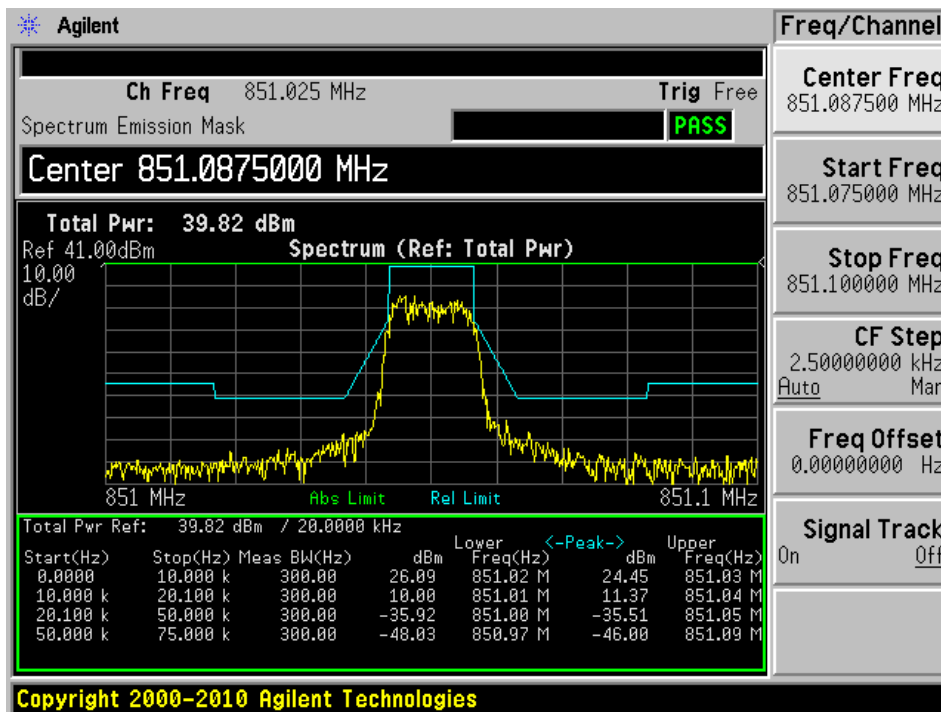 Agilent
Freq/Channel
Ch Freq 851.025 MHz Trig Free
Spectrum Emission Mask PASS
Center 851.0875000 MHz
Total Pwr: 39.82 dBm
Ref 41.00dBm Spectrum (Ref: Total Pwr)
10.00
dB/
851 MHz Abs Limit Rel Limit 851.1 MHz
Total Pwr Ref: 39.82 dBm / 20.0000 kHz
Lower <-Peak-> Upper
Start(Hz) Stop(Hz) Meas BW(Hz) dBm Freq(Hz) dBm Freq(Hz)
0.0000 10.000 k 300.00 26.09 851.02 M 24.45 851.03 M
10.000 k 20.100 k 300.00 10.00 851.01 M 11.37 851.04 M
20.100 k 50.000 k 300.00 -35.92 851.00 M -35.51 851.05 M
50.000 k 75.000 k 300.00 -48.03 850.97 M -46.00 851.09 M
Center Freq
851.087500 MHz
Start Freq
851.075000 MHz
Stop Freq
851.100000 MHz
CF Step
2.50000000 kHz
Auto Man
Freq Offset
0.00000000 Hz
Signal Track
On Off
Copyright 2000-2010 Agilent Technologies